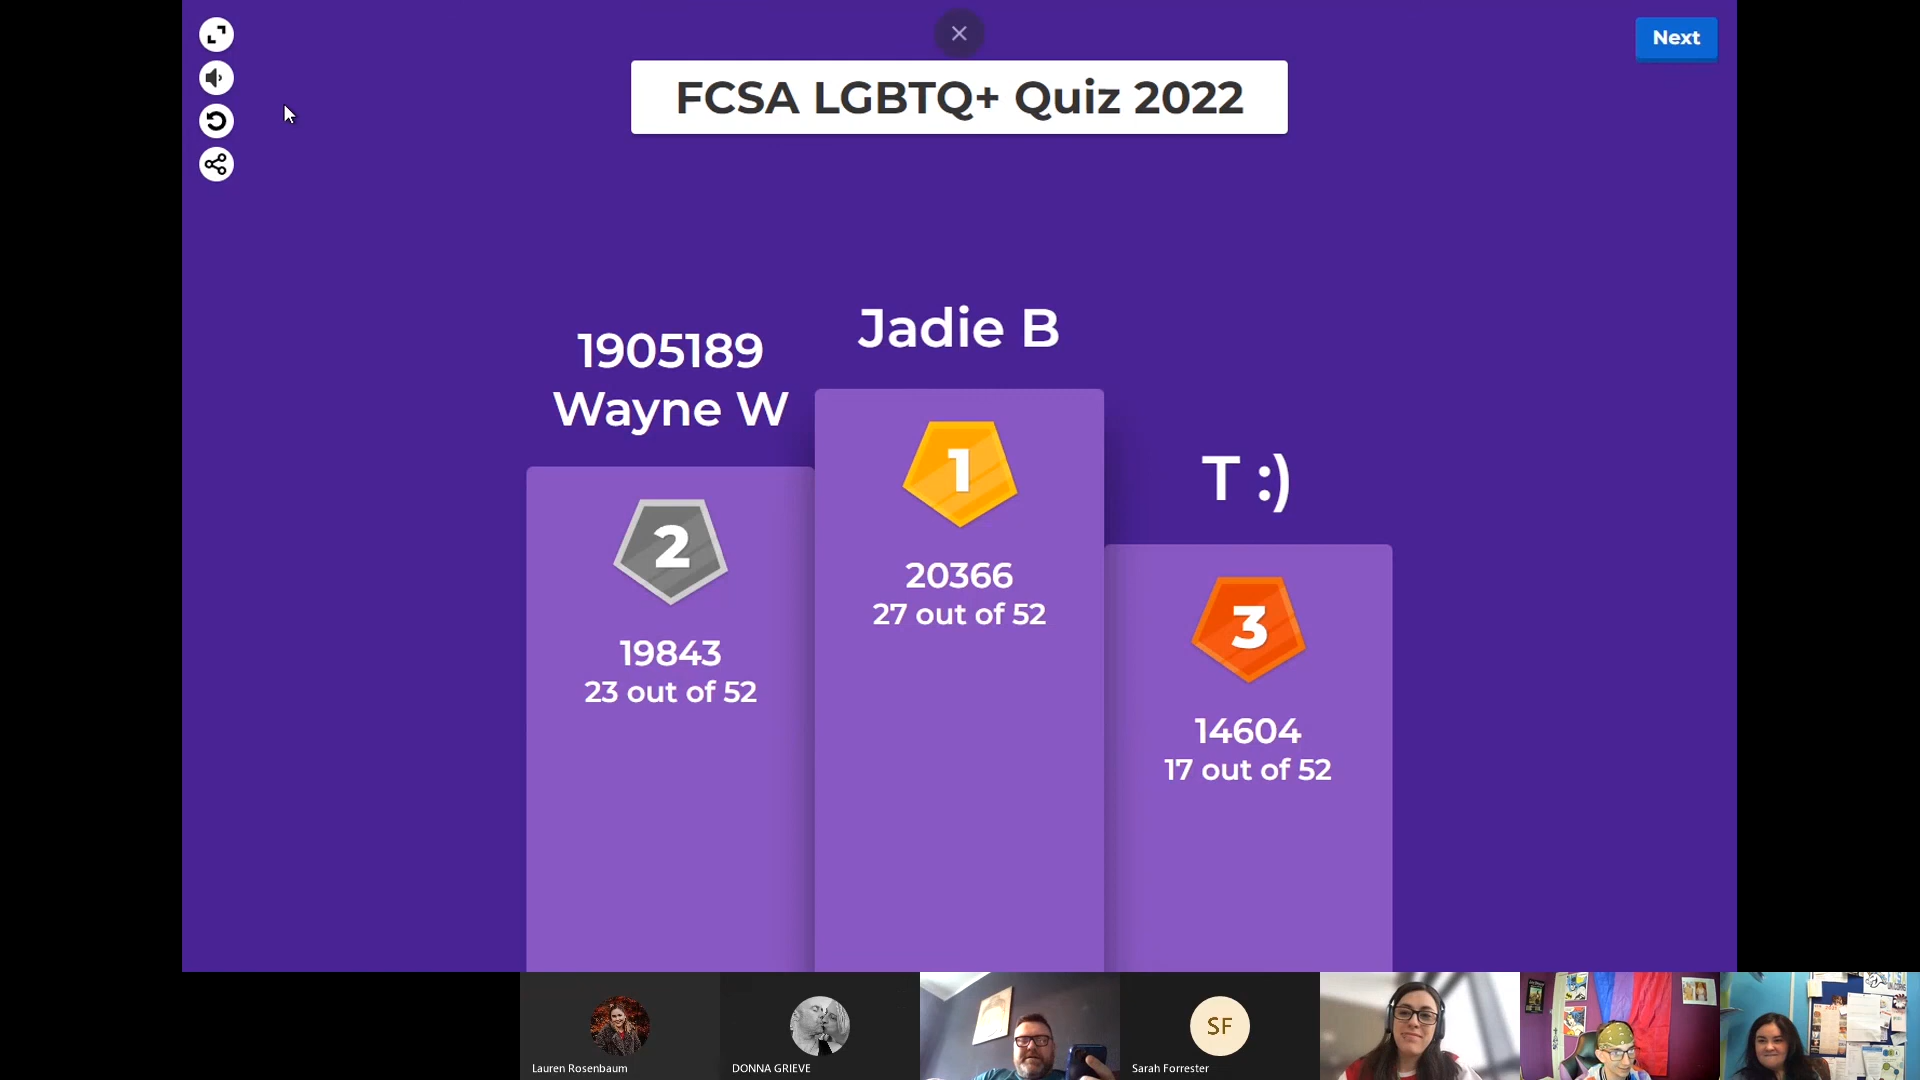 Next
FCSA LGBTQ+ Quiz 2022
Jadie B
1905189
Wayne W
T :)
1
20366
27 out of 52
2
19843
23 out of 52
3
14604
17 out of 52
Lauren Rosenbaum
DONNA GRIEVE
SF
Sarah Forrester